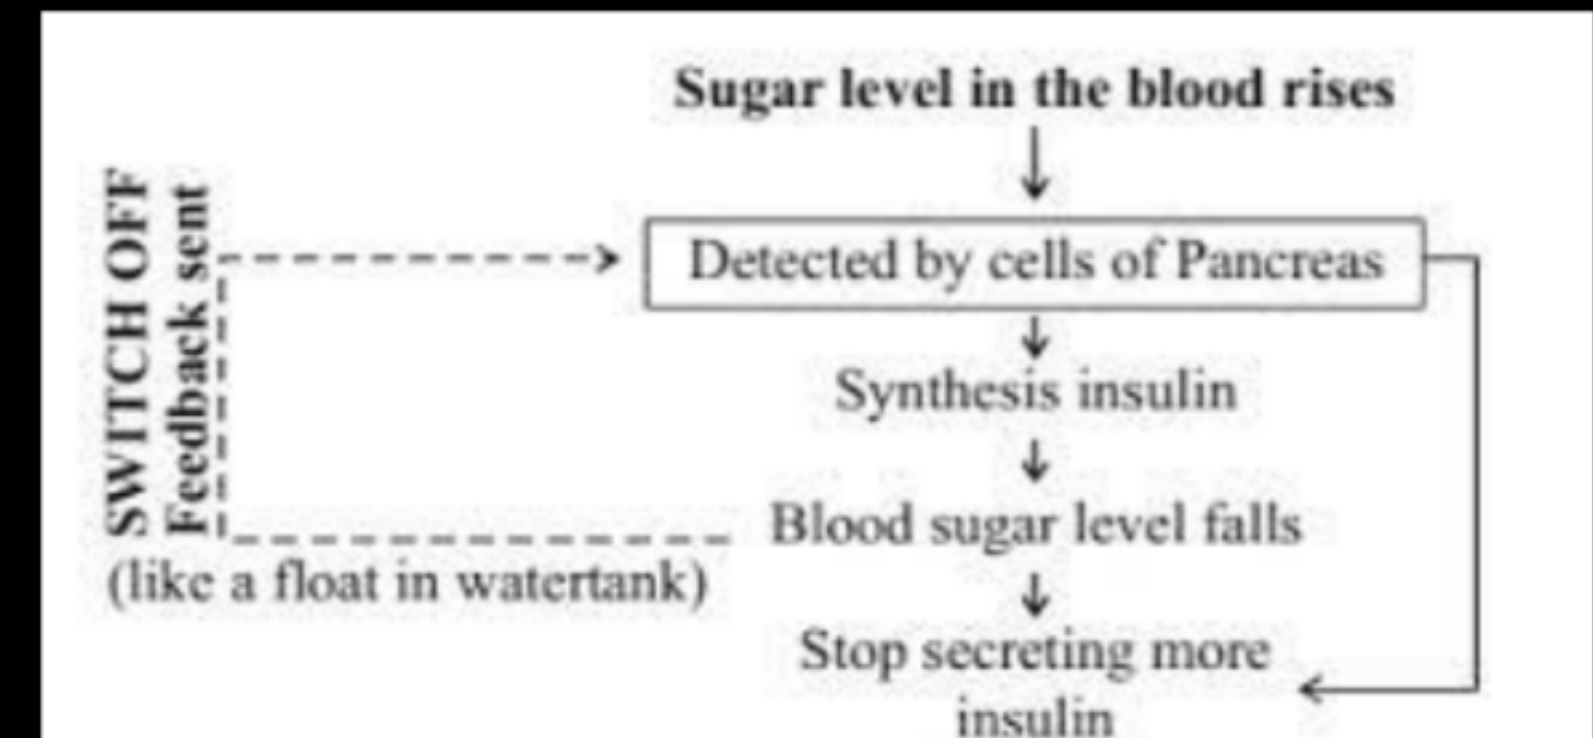 Sugar level in the blood rises
SWITCH OFF
Feedback sent
Detected by cells of Pancreas
Synthesis insulin
Blood sugar level falls
(like a float in watertank)
Stop secreting more
insulin